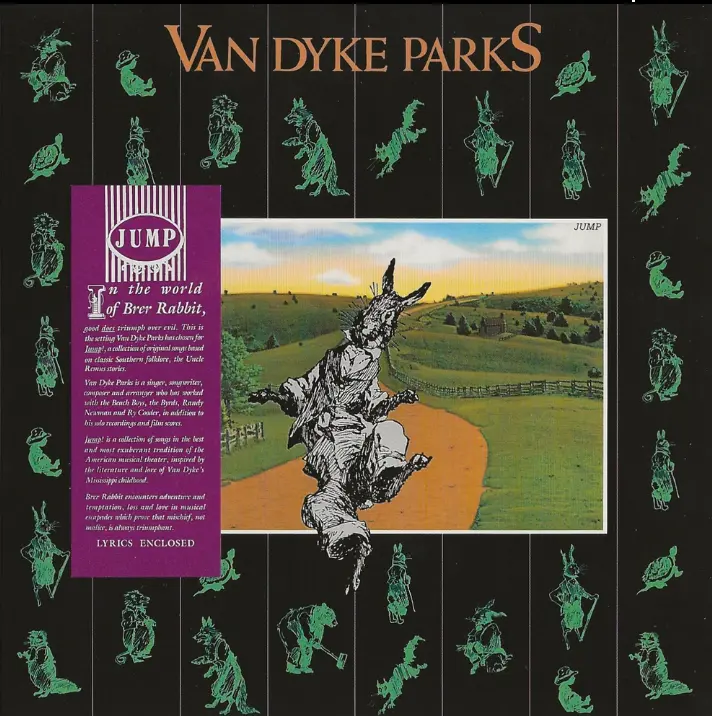 VAN DYKE PARKS
JUMP
JUMP
In the world
of Brer Rabbit,
good does triumph over evil. This is
the setting Van Dyke Parks has chosen for
Jump!, a collection of original songs based
on classic Southern folklore, the Uncle
Remus stories.
Van Dyke Parks is a singer, songwriter,
composer and arranger who has worked
with the Beach Boys, the Byrds, Randy
Newman and Ry Cooder, in addition to
his solo recordings and film scores.
Jump! is a collection of songs in the best
and most exuberant tradition of the
American musical theater, inspired by
the literature and lore of Van Dyke's
Mississippi childhood.
Brer Rabbit encounters adventure and
temptation, loss and love in musical
escapades which prove that mischief, not
malice, is always triumphant.
LYRICS ENCLOSED